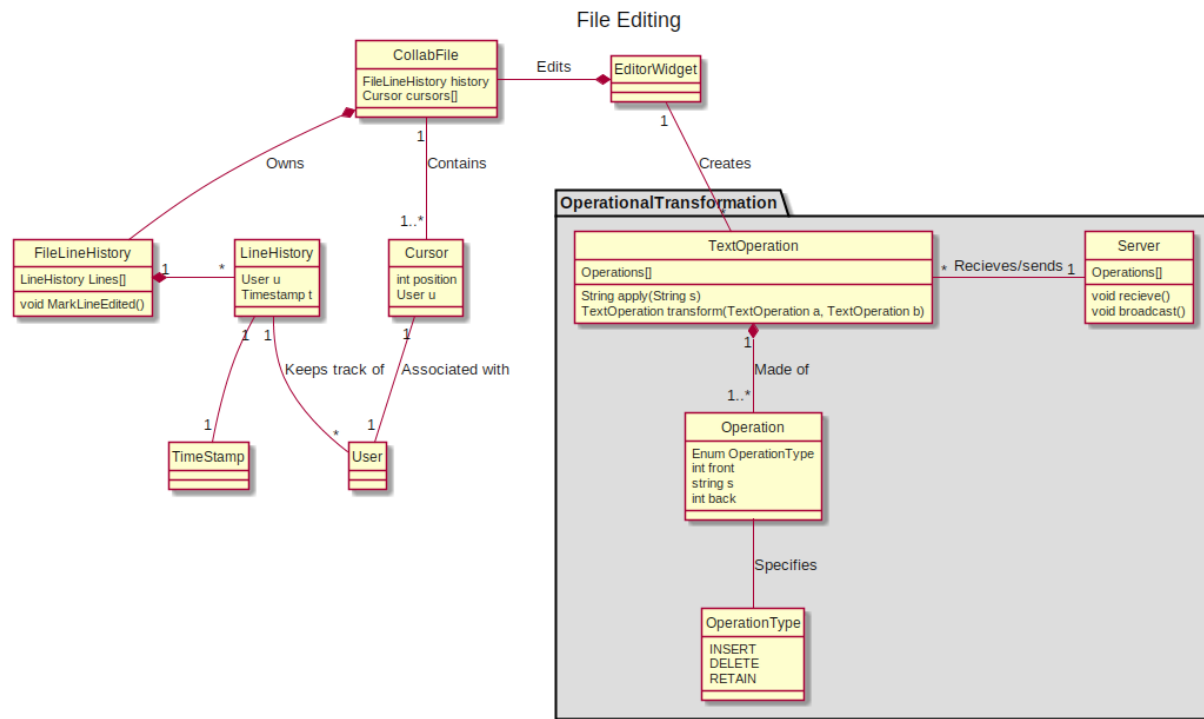 File Editing
CollabFile
FileLineHistory history
Cursor cursors[]
Edits
EditorWidget
1
1
Owns
Contains
Creates
1..*
*
FileLineHistory
LineHistory Lines[]
void MarkLineEdited()
1
*
LineHistory
User u
Timestamp t
Cursor
int position
User u
1
1
1
Keeps track of
Associated with
1
*
1
TimeStamp
User
OperationalTransformation
TextOperation
Operations[]
String apply(String s)
TextOperation transform(TextOperation a, TextOperation b)
* Recieves/sends 1
Server
Operations[]
void recieve()
void broadcast()
1
Made of
1..*
Operation
Enum OperationType
int front
string s
int back
Specifies
OperationType
INSERT
DELETE
RETAIN